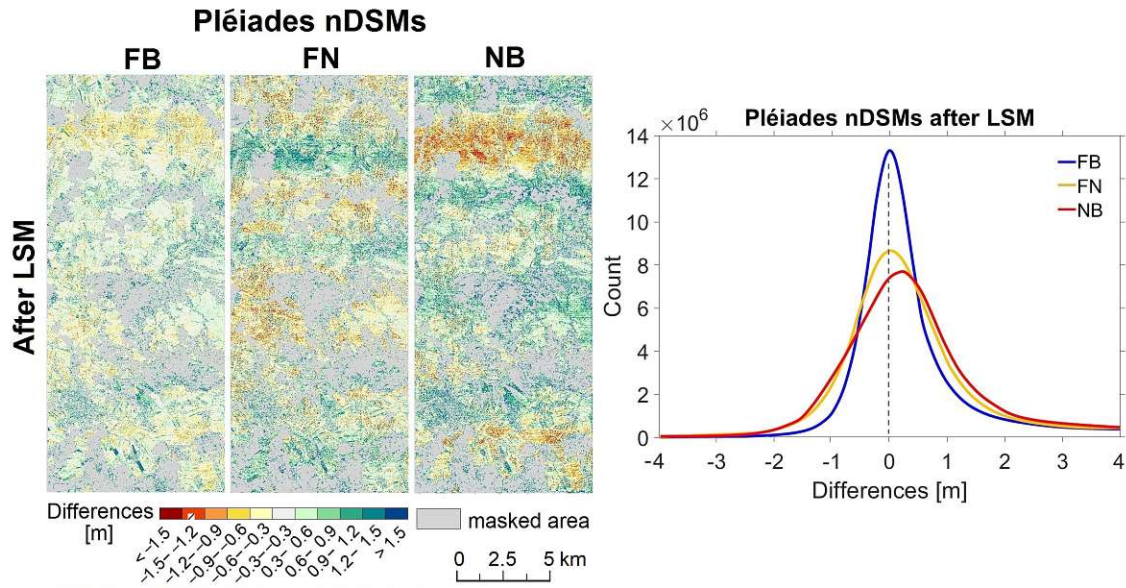 Pléiades nDSMs
FB FN NB
After LSM
Differences
[m]
< −1.5
−1.5− −1.2
−1.2− −0.9
−0.9− −0.6
−0.6− −0.3
−0.3− 0.3
0.3− 0.6
0.6− 0.9
0.9− 1.2
1.2− 1.5
> 1.5
masked area
0 2.5 5 km
Pléiades nDSMs after LSM
×10⁶
14
12
10
8
6
4
2
0
Count
FB
FN
NB
-4 -3 -2 -1 0 1 2 3 4
Differences [m]